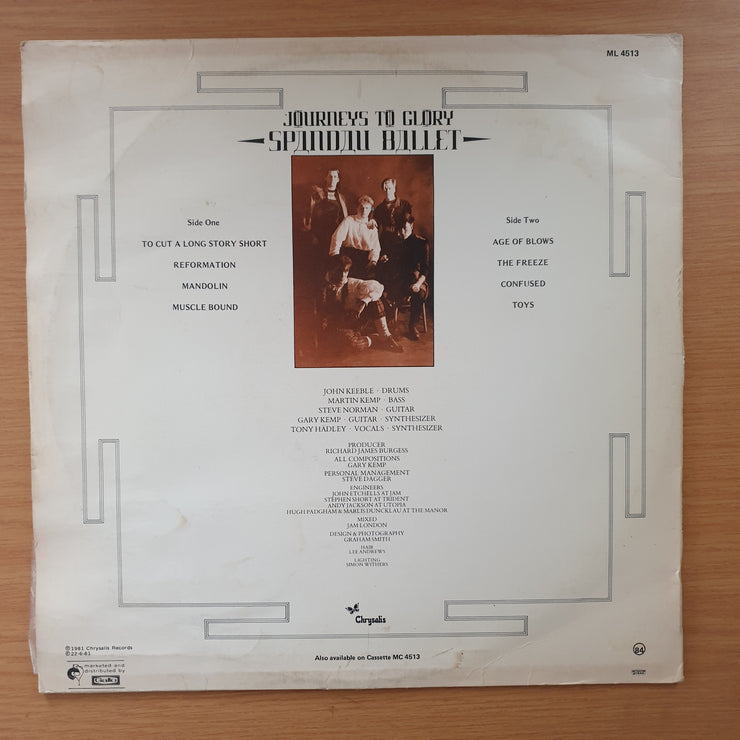 ML 4513
JOURNEYS TO GLORY
SPANDAU BALLET
Side One
TO CUT A LONG STORY SHORT
REFORMATION
MANDOLIN
MUSCLE BOUND
Side Two
AGE OF BLOWS
THE FREEZE
CONFUSED
TOYS
JOHN KEEBLE · DRUMS
MARTIN KEMP · BASS
STEVE NORMAN · GUITAR
GARY KEMP · GUITAR · SYNTHESIZER
TONY HADLEY · VOCALS · SYNTHESIZER
PRODUCER
RICHARD JAMES BURGESS
ALL COMPOSITIONS
GARY KEMP
PERSONAL MANAGEMENT
STEVE DAGGER
ENGINEERS
JOHN ETCHELLS AT JAM
STEPHEN SHORT AT TRIDENT
ANDY JACKSON AT UTOPIA
HUGH PADGHAM & MARLIS DUNCKLAU AT THE MANOR
MIXED
JAM LONDON
DESIGN & PHOTOGRAPHY
GRAHAM SMITH
HAIR
LEE ANDREWS
LIGHTING
SIMON WITHERS
Chrysalis
℗1981 Chrysalis Records
©22-6-81
marketed and
distributed by
Gallo
Also available on Cassette MC 4513
84